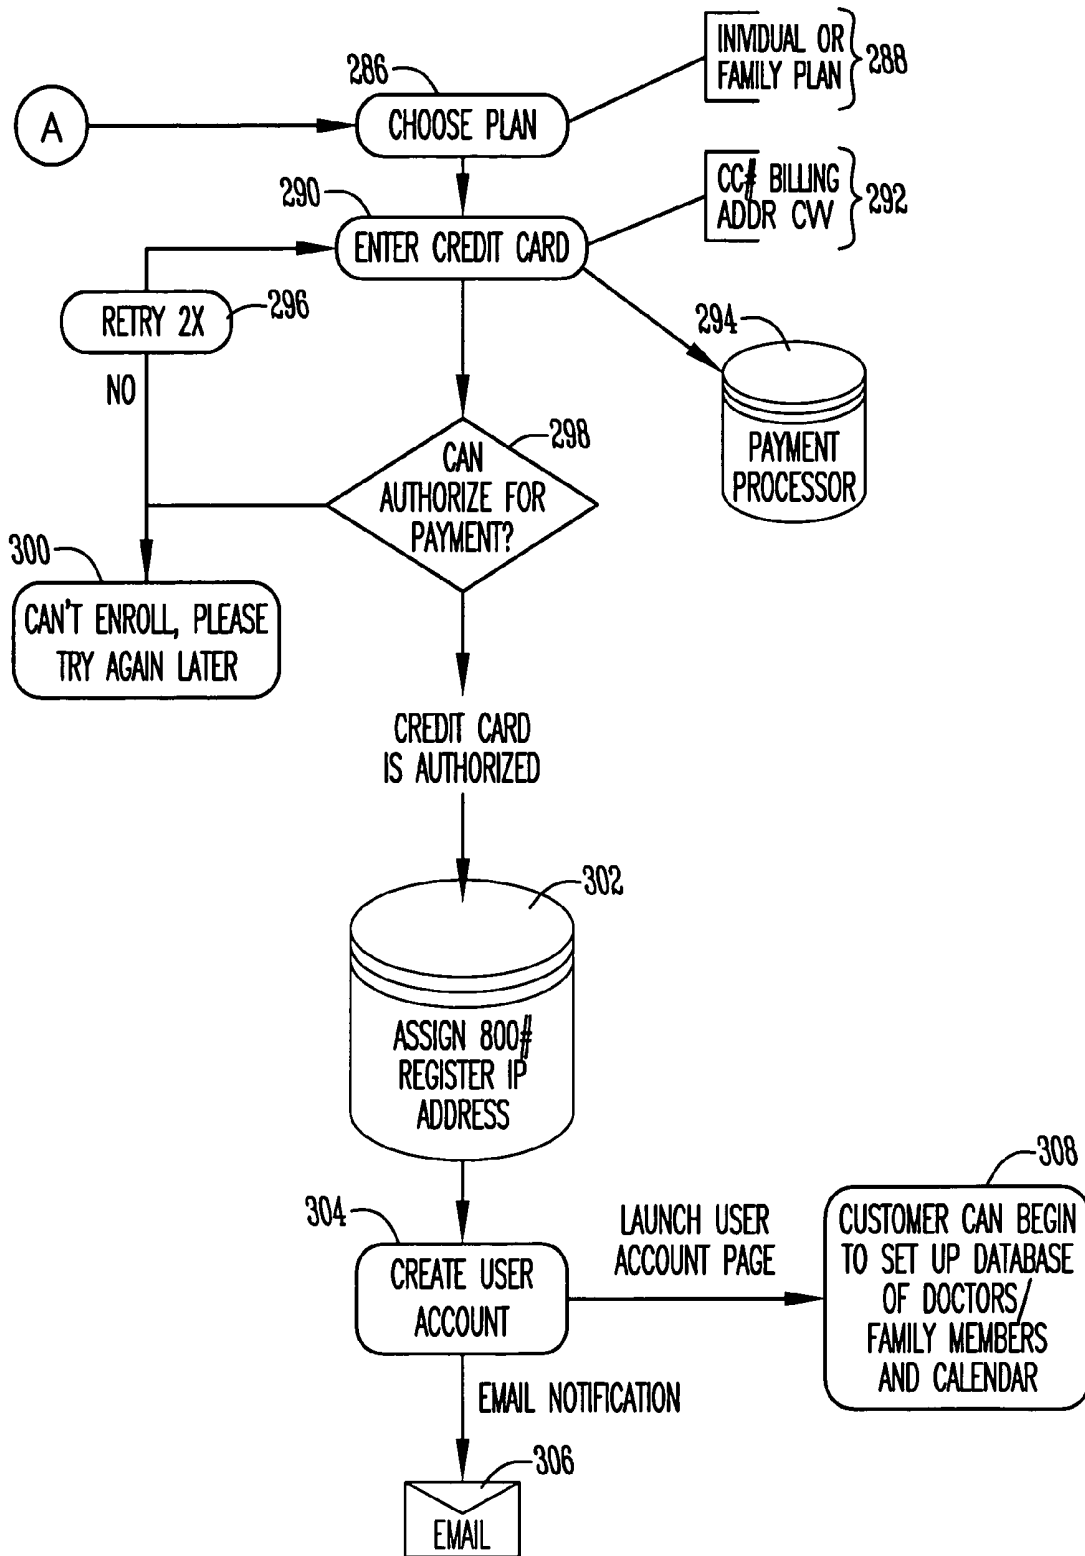 INIVIDUAL OR
FAMILY PLAN
288
286
A
CHOOSE PLAN
CC# BILLING
ADDR CVV
292
290
ENTER CREDIT CARD
RETRY 2X
296
294
NO
PAYMENT
PROCESSOR
298
CAN
AUTHORIZE FOR
PAYMENT?
300
CAN'T ENROLL, PLEASE
TRY AGAIN LATER
CREDIT CARD
IS AUTHORIZED
302
ASSIGN 800#
REGISTER IP
ADDRESS
304
CREATE USER
ACCOUNT
LAUNCH USER
ACCOUNT PAGE
308
CUSTOMER CAN BEGIN
TO SET UP DATABASE
OF DOCTORS/
FAMILY MEMBERS
AND CALENDAR
EMAIL NOTIFICATION
306
EMAIL